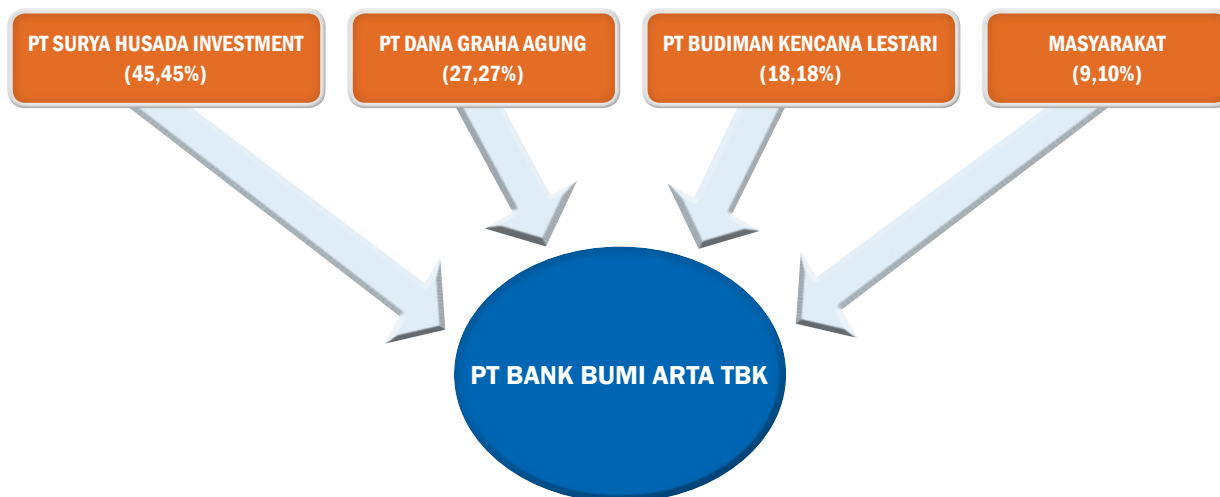 PT SURYA HUSADA INVESTMENT
(45,45%)
PT DANA GRAHA AGUNG
(27,27%)
PT BUDIMAN KENCANA LESTARI
(18,18%)
MASYARAKAT
(9,10%)
PT BANK BUMI ARTA TBK